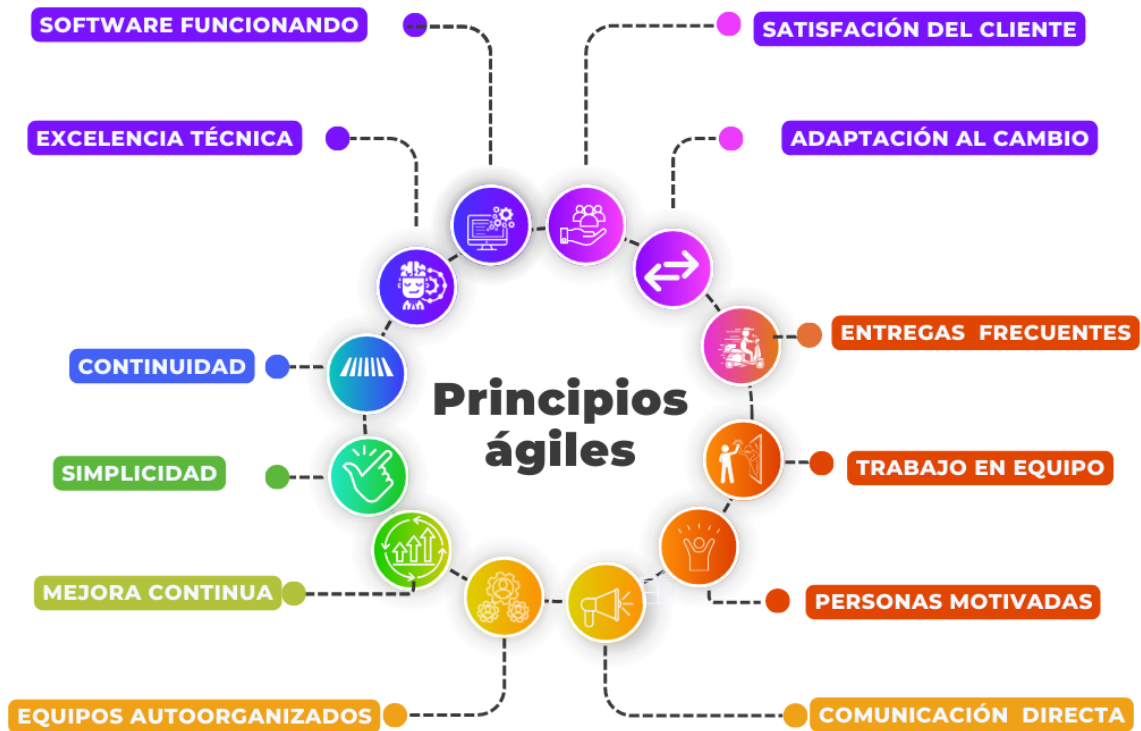 SOFTWARE FUNCIONANDO
SATISFACIÓN DEL CLIENTE
EXCELENCIA TÉCNICA
ADAPTACIÓN AL CAMBIO
ENTREGAS FRECUENTES
CONTINUIDAD
Principios
ágiles
SIMPLICIDAD
TRABAJO EN EQUIPO
MEJORA CONTINUA
PERSONAS MOTIVADAS
EQUIPOS AUTOORGANIZADOS
COMUNICACIÓN DIRECTA